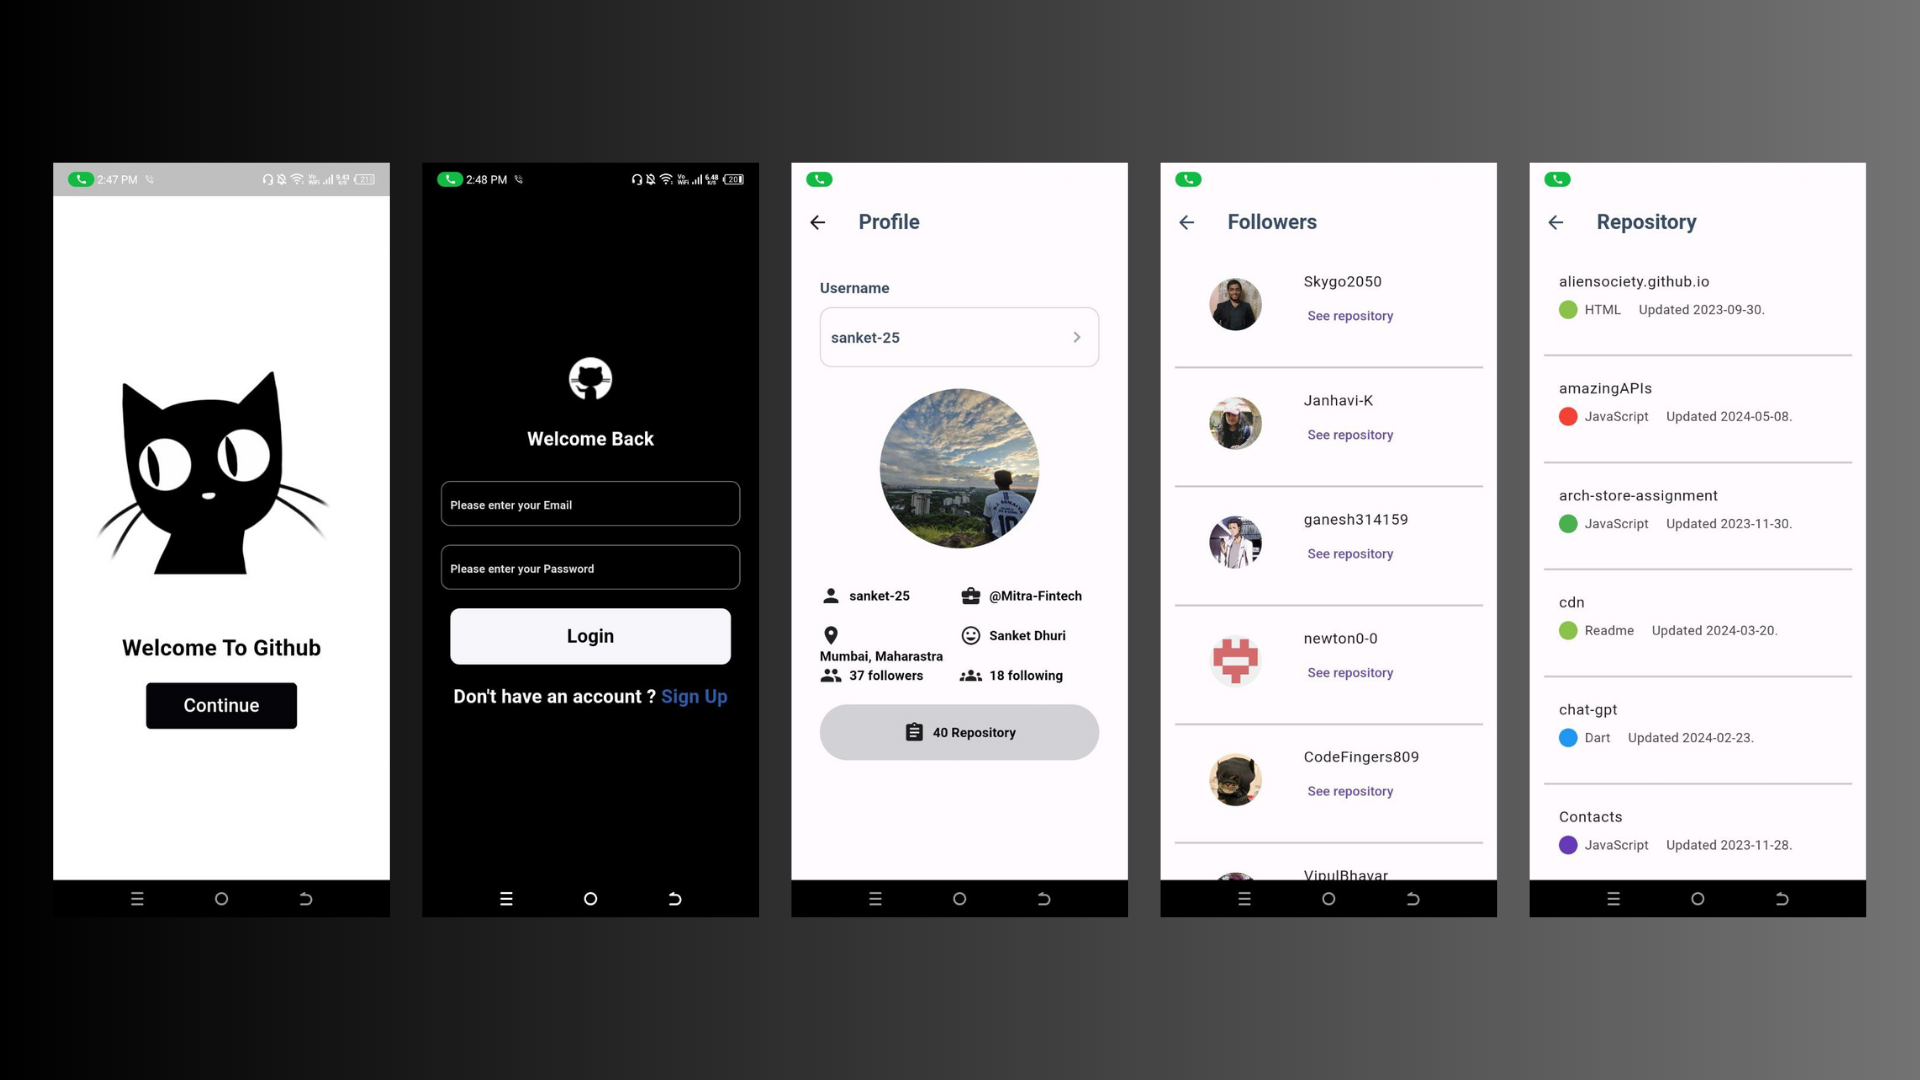 2:47 PM
Welcome To Github
Continue
2:48 PM
Welcome Back
Please enter your Email
Please enter your Password
Login
Don't have an account ? Sign Up
Profile
Username
sanket-25
sanket-25
@Mitra-Fintech
Sanket Dhuri
Mumbai, Maharastra
37 followers
18 following
40 Repository
Followers
Skygo2050
See repository
Janhavi-K
See repository
ganesh314159
See repository
newton0-0
See repository
CodeFingers809
See repository
VipulBhavar
Repository
aliensociety.github.io
HTML Updated 2023-09-30.
amazingAPIs
JavaScript Updated 2024-05-08.
arch-store-assignment
JavaScript Updated 2023-11-30.
cdn
Readme Updated 2024-03-20.
chat-gpt
Dart Updated 2024-02-23.
Contacts
JavaScript Updated 2023-11-28.